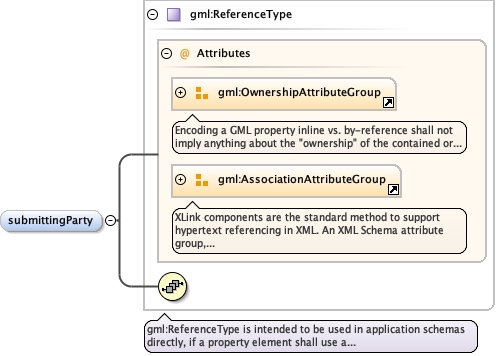 gml:ReferenceType
@ Attributes
gml:OwnershipAttributeGroup
Encoding a GML property inline vs. by-reference shall not
imply anything about the "ownership" of the contained or...
gml:AssociationAttributeGroup
XLink components are the standard method to support
hypertext referencing in XML. An XML Schema attribute
group,...
submittingParty
gml:ReferenceType is intended to be used in application schemas
directly, if a property element shall use a...